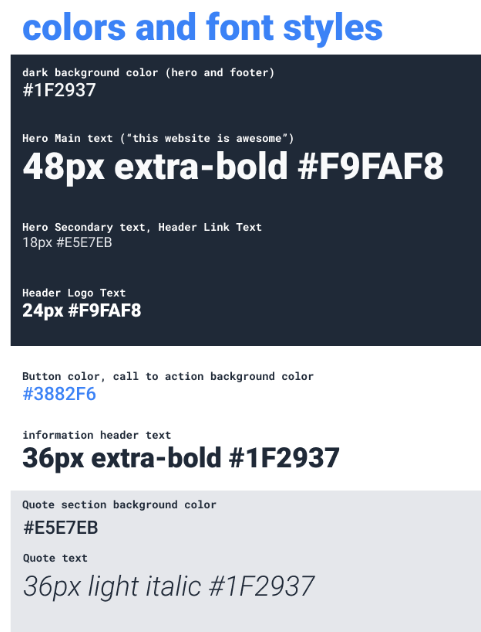 colors and font styles
dark background color (hero and footer)
#1F2937
Hero Main text (“this website is awesome”)
48px extra-bold #F9FAF8
Hero Secondary text, Header Link Text
18px #E5E7EB
Header Logo Text
24px #F9FAF8
Button color, call to action background color
#3882F6
information header text
36px extra-bold #1F2937
Quote section background color
#E5E7EB
Quote text
36px light italic #1F2937